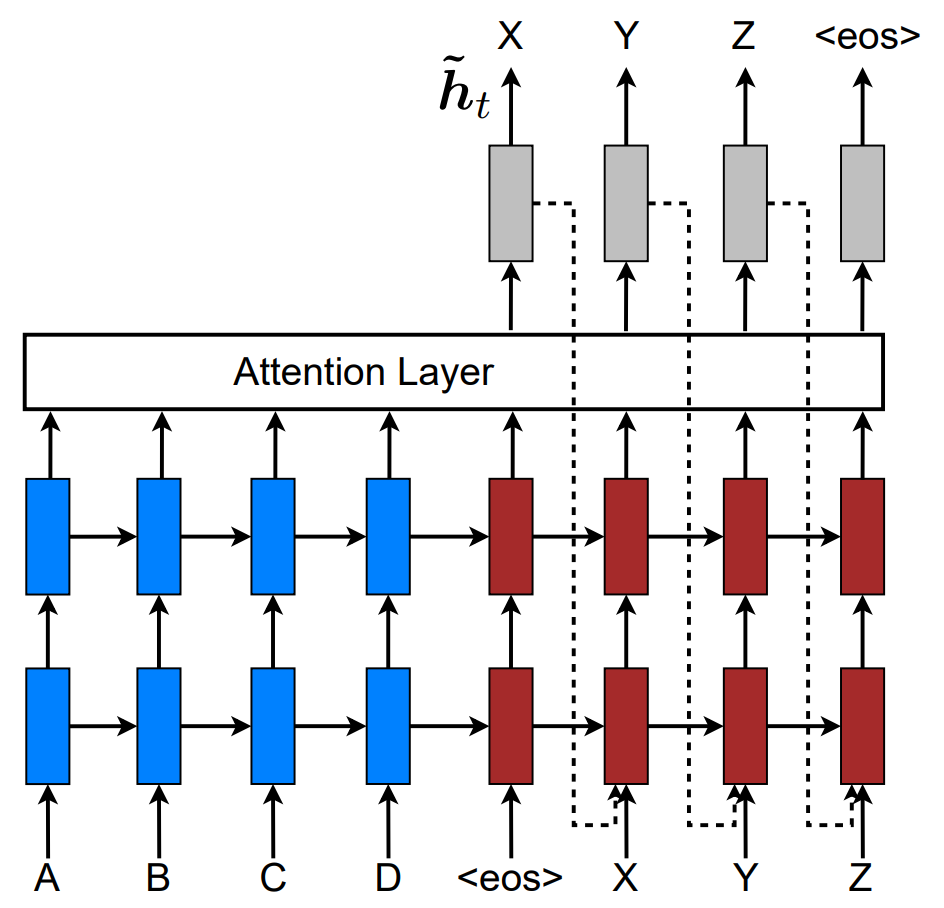 X Y Z <eos>
h̃ₜ
Attention Layer
A B C D <eos> X Y Z